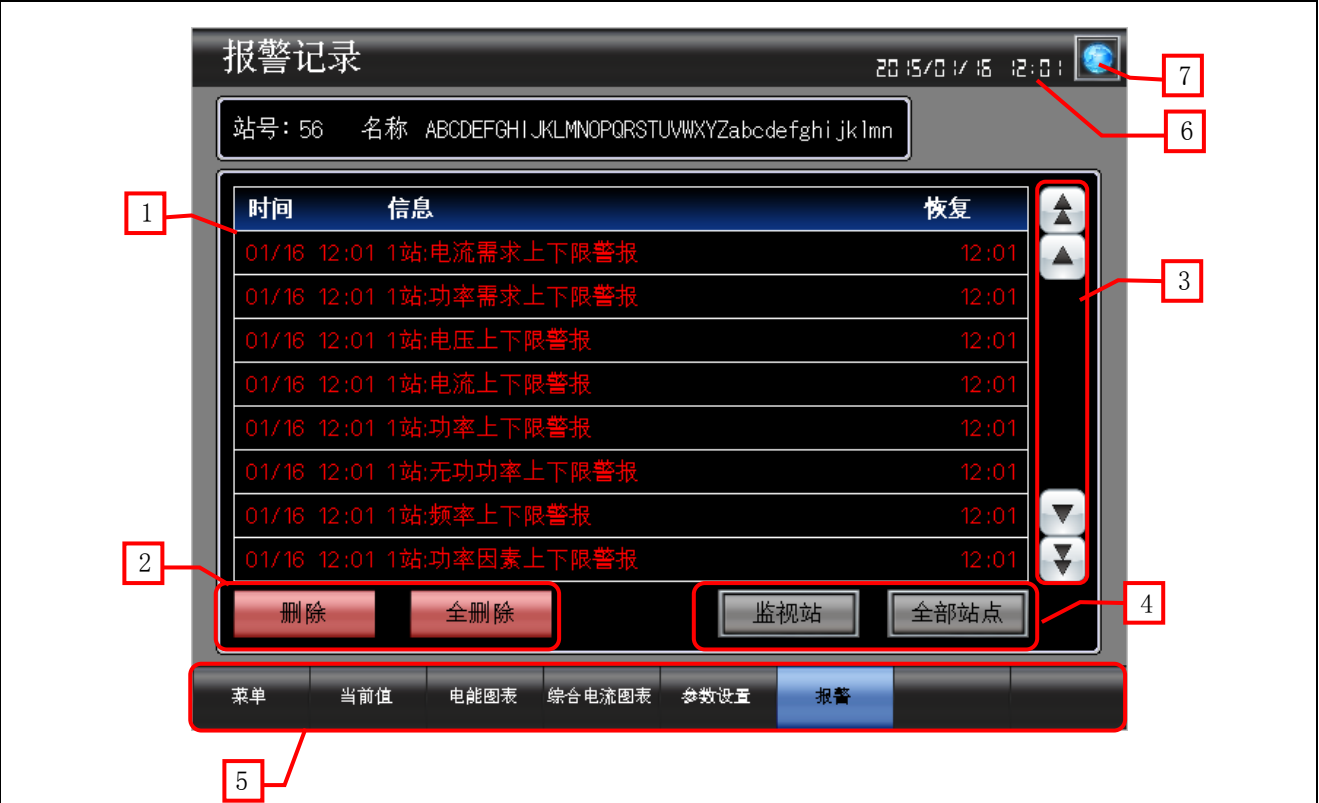 报警记录
2015/01/16 12:01
7
站号:56 名称 ABCDEFGHIJKLMNOPQRSTUVWXYZabcdefghijklmn
6
1
时间 信息 恢复
01/16 12:01 1站:电流需求上下限警报 12:01
3
01/16 12:01 1站:功率需求上下限警报 12:01
01/16 12:01 1站:电压上下限警报 12:01
01/16 12:01 1站:电流上下限警报 12:01
01/16 12:01 1站:功率上下限警报 12:01
01/16 12:01 1站:无功功率上下限警报 12:01
01/16 12:01 1站:频率上下限警报 12:01
2
01/16 12:01 1站:功率因素上下限警报 12:01
删除 全删除 监视站 全部站点
4
菜单 当前值 电能图表 综合电流图表 参数设置 报警
5